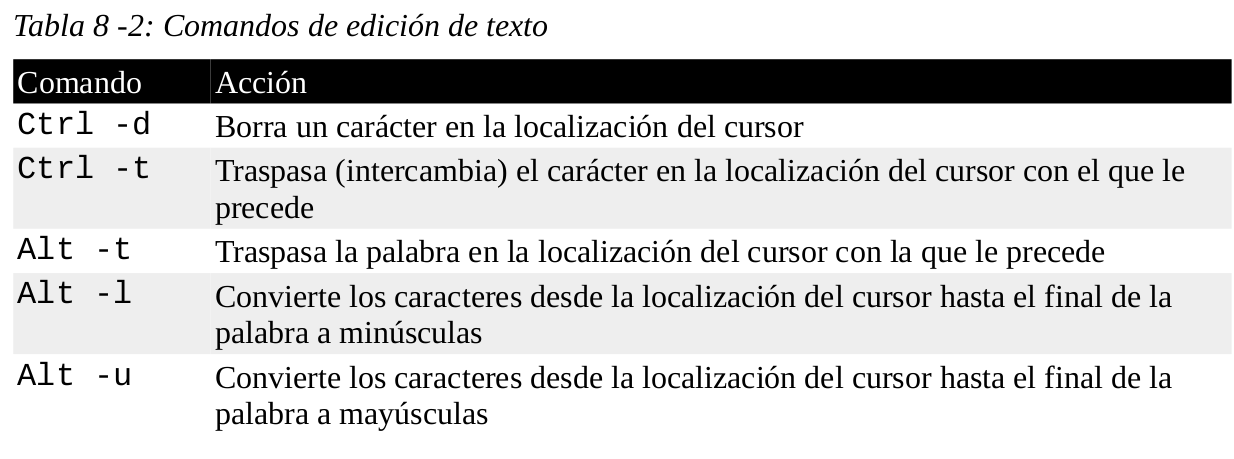 Tabla 8 -2: Comandos de edición de texto
Comando Acción
Ctrl -d Borra un carácter en la localización del cursor
Ctrl -t Traspasa (intercambia) el carácter en la localización del cursor con el que le
precede
Alt -t Traspasa la palabra en la localización del cursor con la que le precede
Alt -l Convierte los caracteres desde la localización del cursor hasta el final de la
palabra a minúsculas
Alt -u Convierte los caracteres desde la localización del cursor hasta el final de la
palabra a mayúsculas